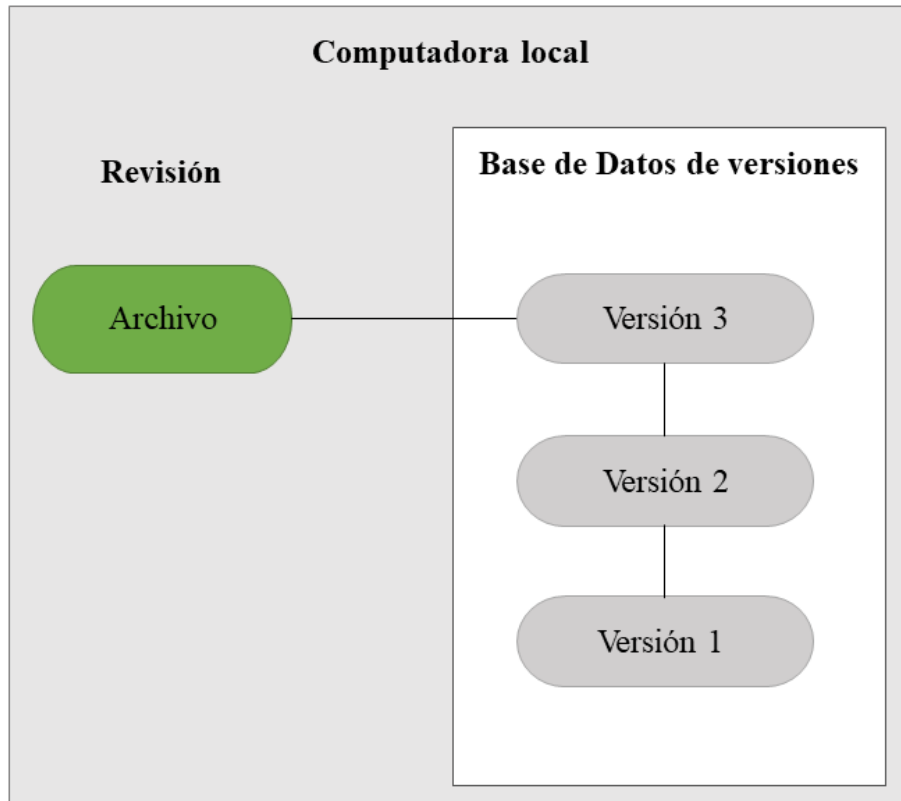 Computadora local
Revisión
Base de Datos de versiones
Archivo
Versión 3
Versión 2
Versión 1